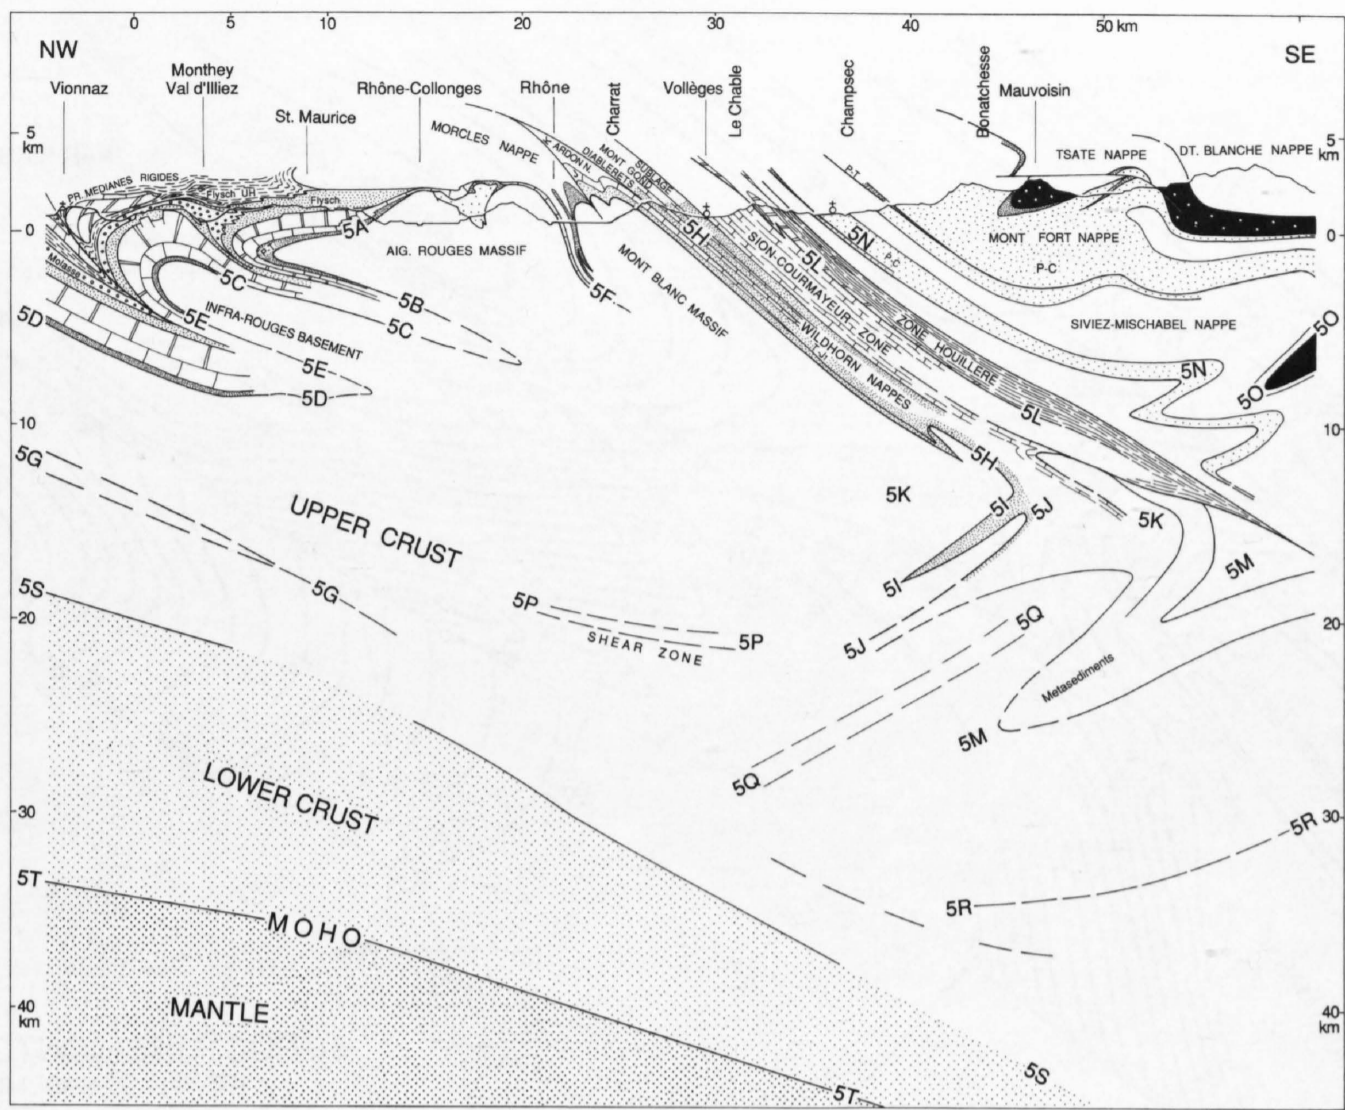 0 5 10 20 30 40 50 km
NW
SE
Vionnaz
Monthey
Val d'Illiez
St. Maurice
Rhône-Collonges
Rhône
Charrat
Vollèges
Le Chable
Champsec
Bonatchesse
Mauvoisin
5
km
5
km
MORCLES NAPPE
ARDON N.
DIABLERETS
MONT GOND
SUBLAGE
P.T.
TSATE NAPPE
DT. BLANCHE NAPPE
PR. MEDIANES RIGIDES
Flysch UH
Flysch
0
0
5A
AIG. ROUGES MASSIF
5H
SION-COURMAYEUR ZONE
5L
5N
P-C
MONT FORT NAPPE
P-C
Molasse
5C
5B
5F
MONT BLANC MASSIF
5D
5E
INFRA-ROUGES BASEMENT
5C
WILDHORN NAPPES
ZONE HOUILLERE
SIVIEZ-MISCHABEL NAPPE
5O
5E
5D
5N
5O
10
10
5L
5G
5H
5K
5I
5J
5K
UPPER CRUST
5M
5S
5G
5I
5P
5P
SHEAR ZONE
5Q
20
20
5J
Metasediments
5M
5Q
LOWER CRUST
30
30
5R
5T
5R
MOHO
MANTLE
40
km
40
km
5S
5T